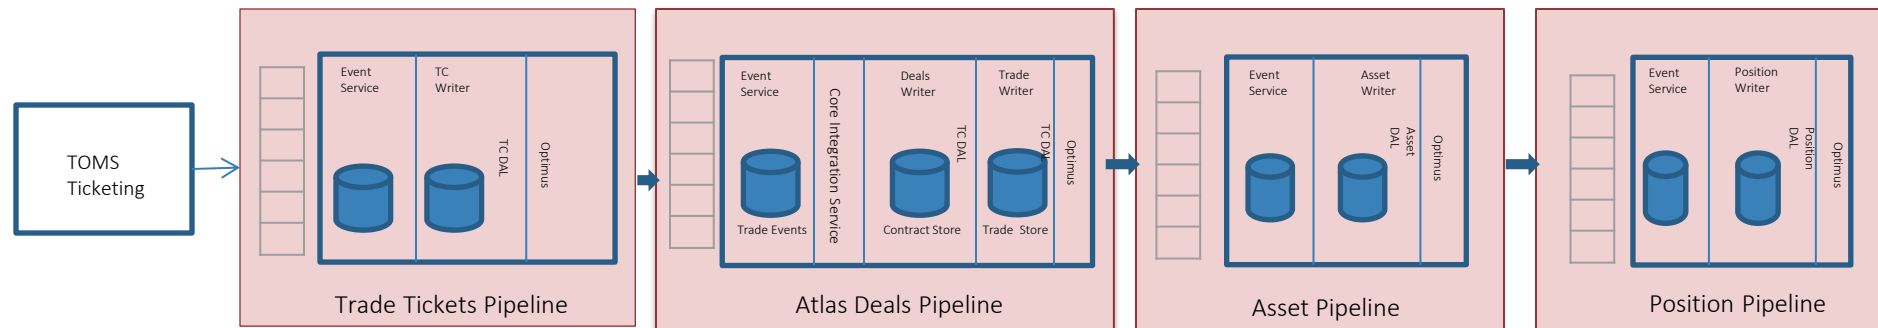 TOMS
Ticketing
Event
Service
TC
Writer
TC DAL
Optimus
Trade Tickets Pipeline
Event
Service
Trade Events
Core Integration Service
Deals
Writer
TC DAL
Contract Store
Trade
Writer
TC DAL
Trade Store
Optimus
Atlas Deals Pipeline
Event
Service
Asset
Writer
Asset
DAL
Optimus
Asset Pipeline
Event
Service
Position
Writer
Position
DAL
Optimus
Position Pipeline